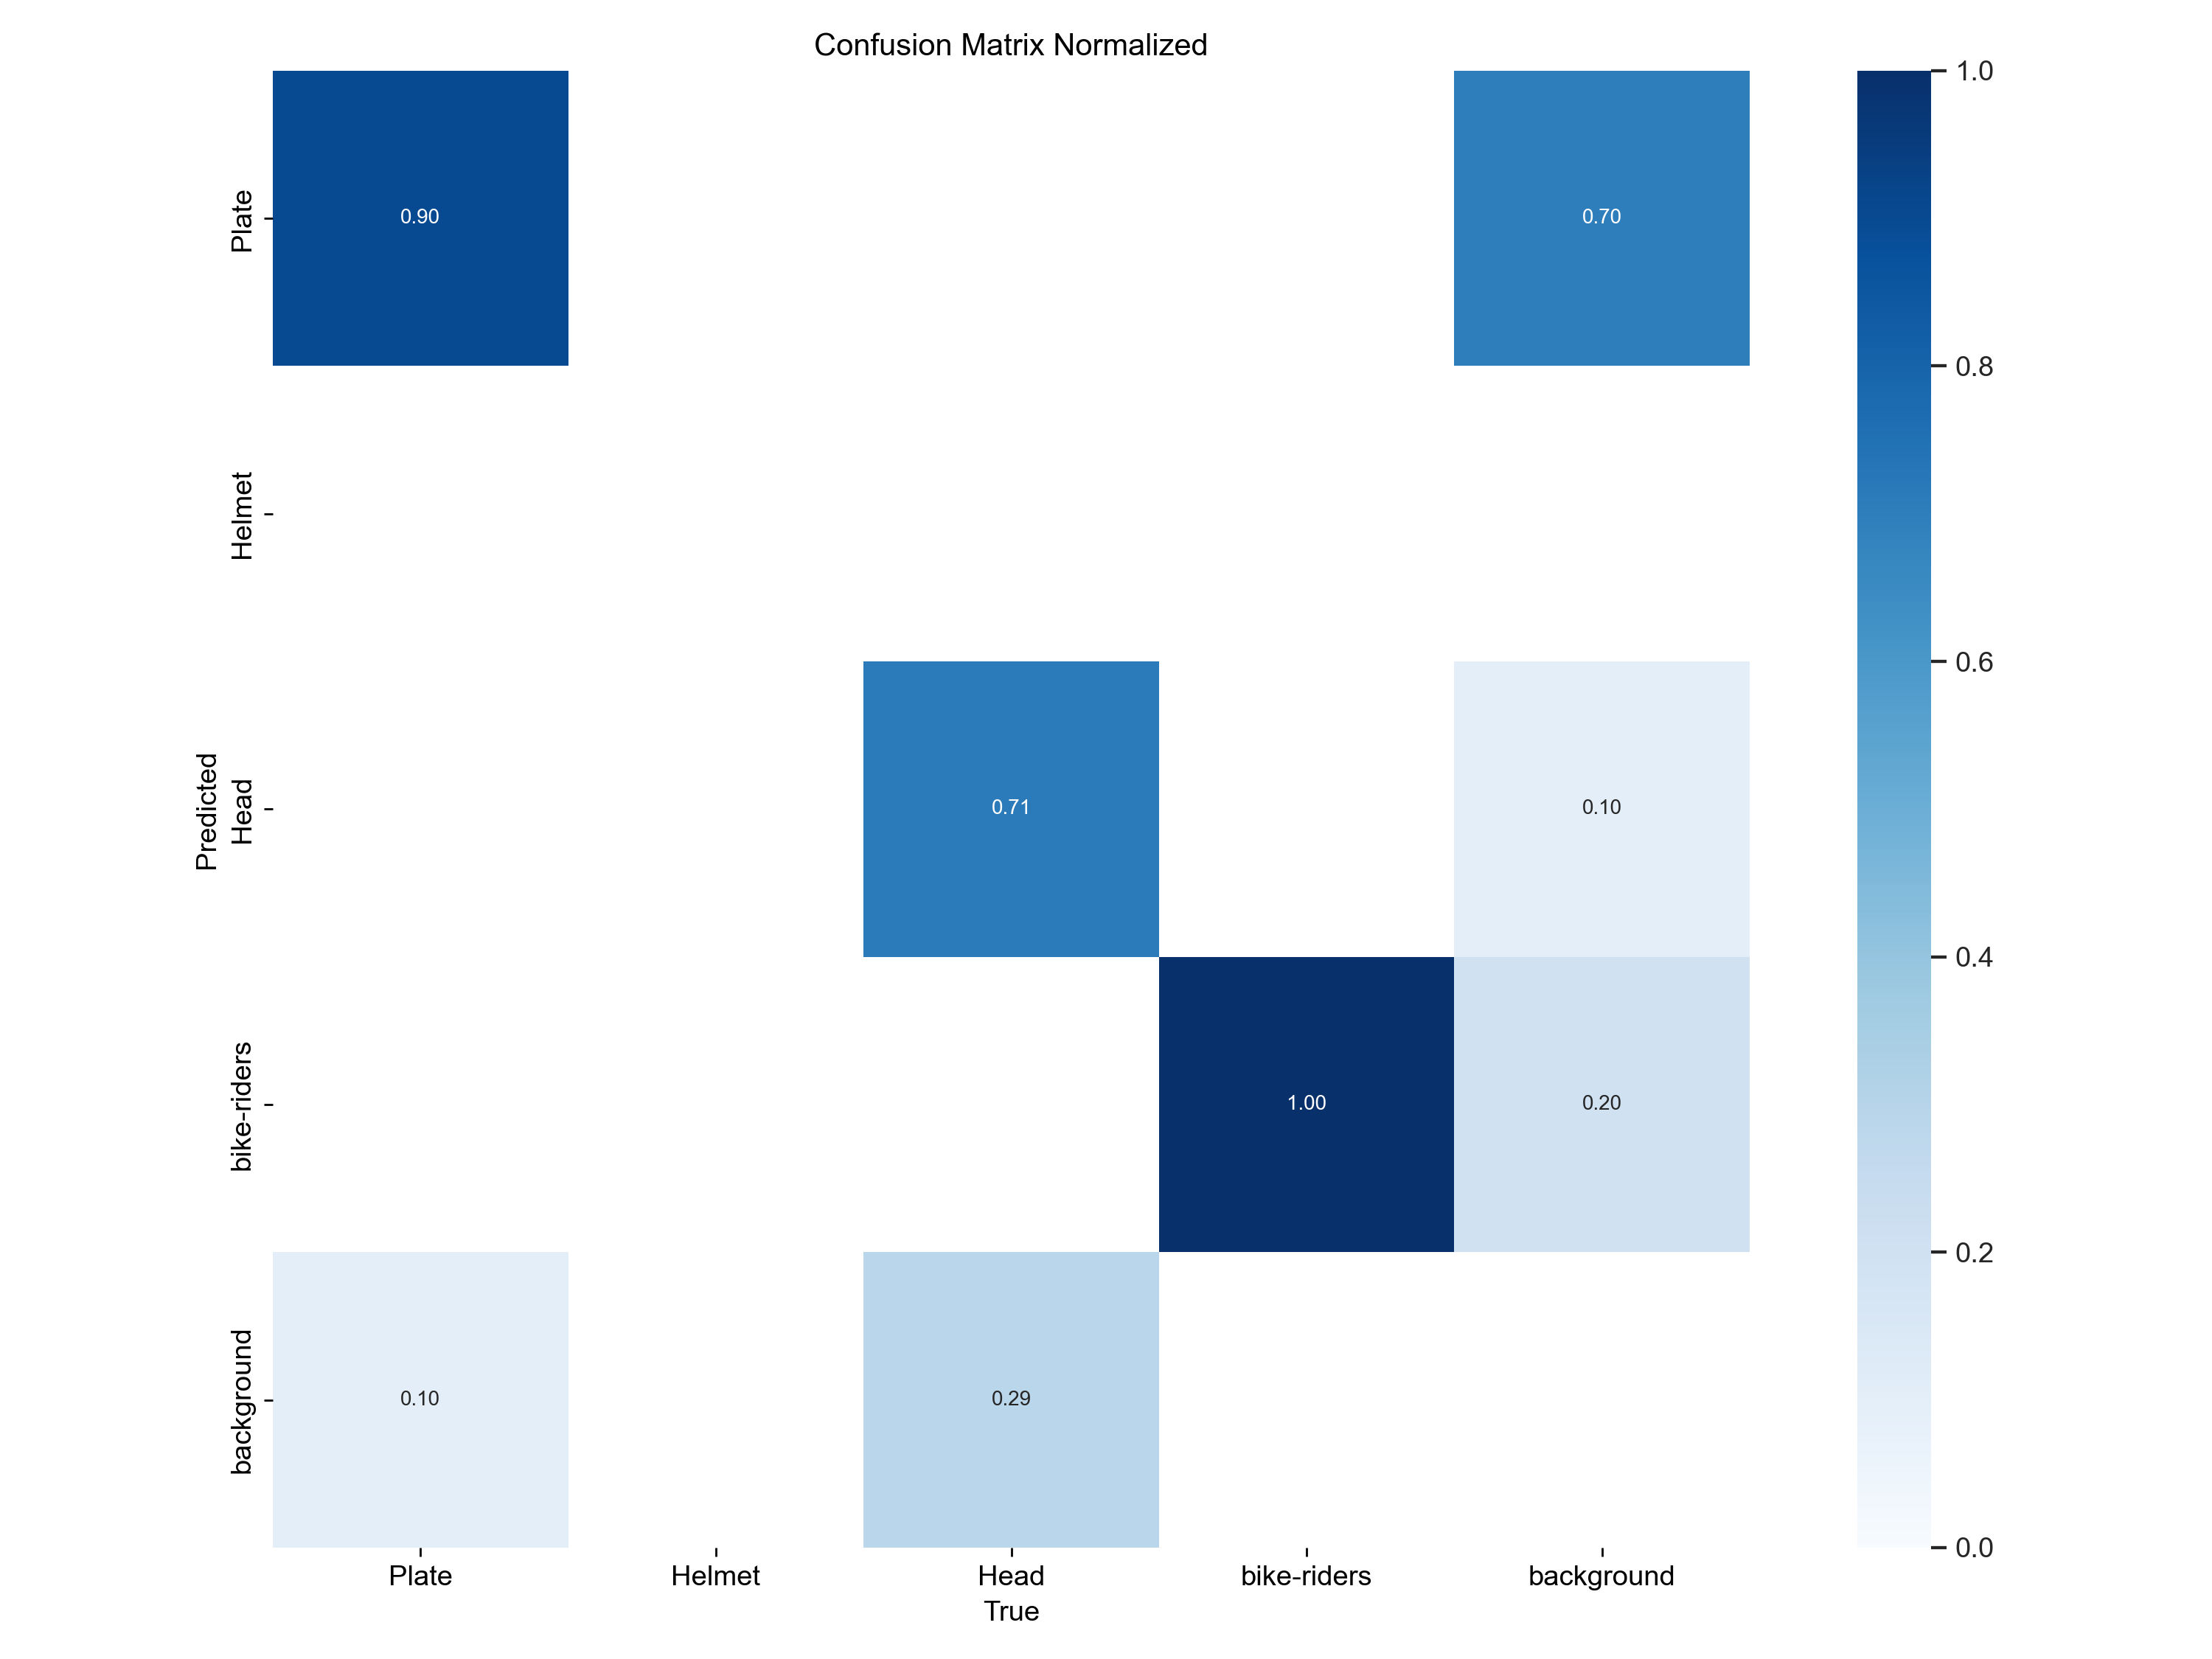 Confusion Matrix Normalized
Plate
Helmet
Head
bike-riders
background
Predicted
0.90
0.70
0.71
0.10
1.00
0.20
0.10
0.29
Plate
Helmet
Head
bike-riders
background
True
1.0
0.8
0.6
0.4
0.2
0.0